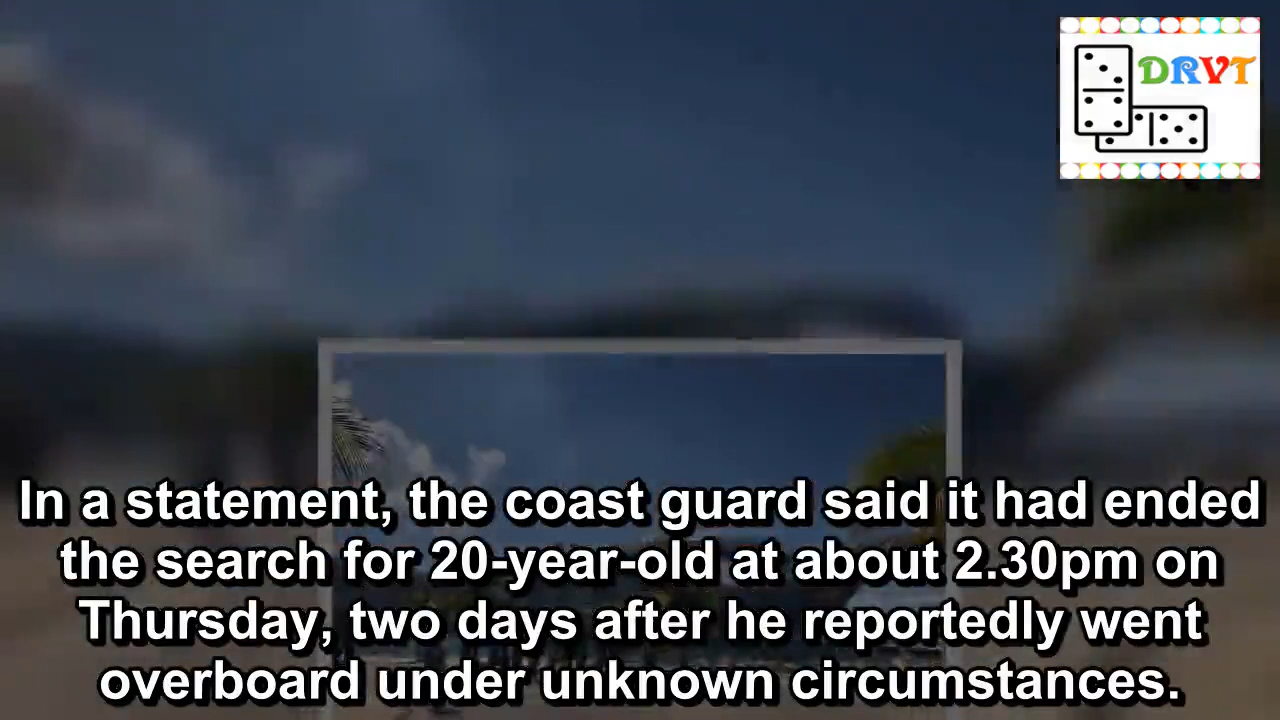 DRVT
In a statement, the coast guard said it had ended
the search for 20-year-old at about 2.30pm on
Thursday, two days after he reportedly went
overboard under unknown circumstances.